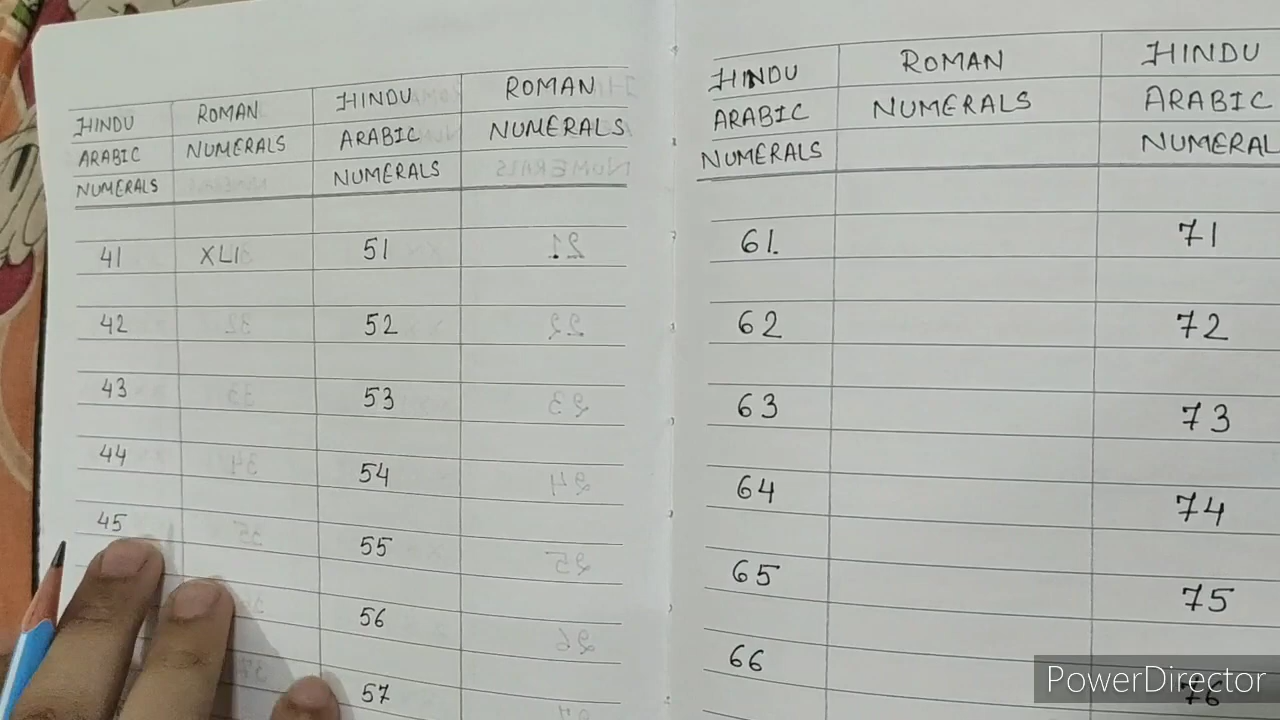 HINDU ROMAN HINDU ROMAN
ARABIC NUMERALS ARABIC NUMERALS
NUMERALS NUMERALS
41 XLI 51
42 52
43 53
44 54
45 55
56
57
HINDU ROMAN HINDU
ARABIC NUMERALS ARABIC
NUMERALS NUMERAL
61. 71
62 72
63 73
64 74
65 75
66 76
PowerDirector